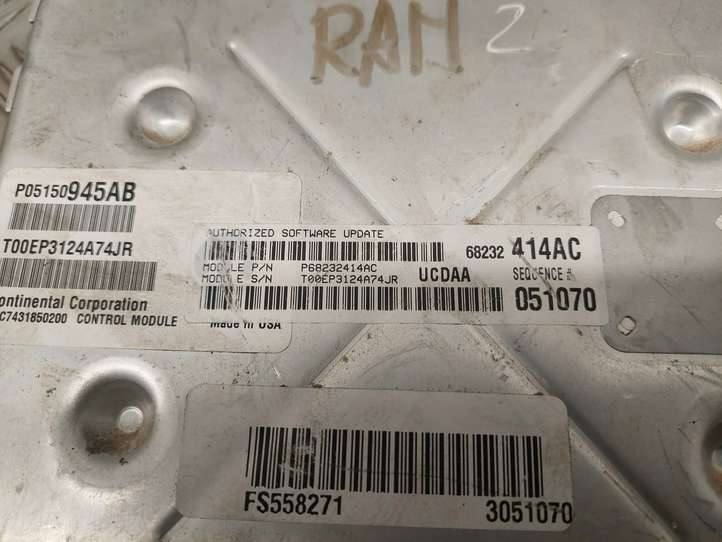 RAM 2
P05150945AB
T00EP3124A74JR
ontinental Corporation
C7431850200 CONTROL MODULE
Made in USA
AUTHORIZED SOFTWARE UPDATE
68232 414AC
MODULE P/N P68232414AC
MODULE S/N T00EP3124A74JR
UCDAA
SEQUENCE #
051070
FS558271
3051070